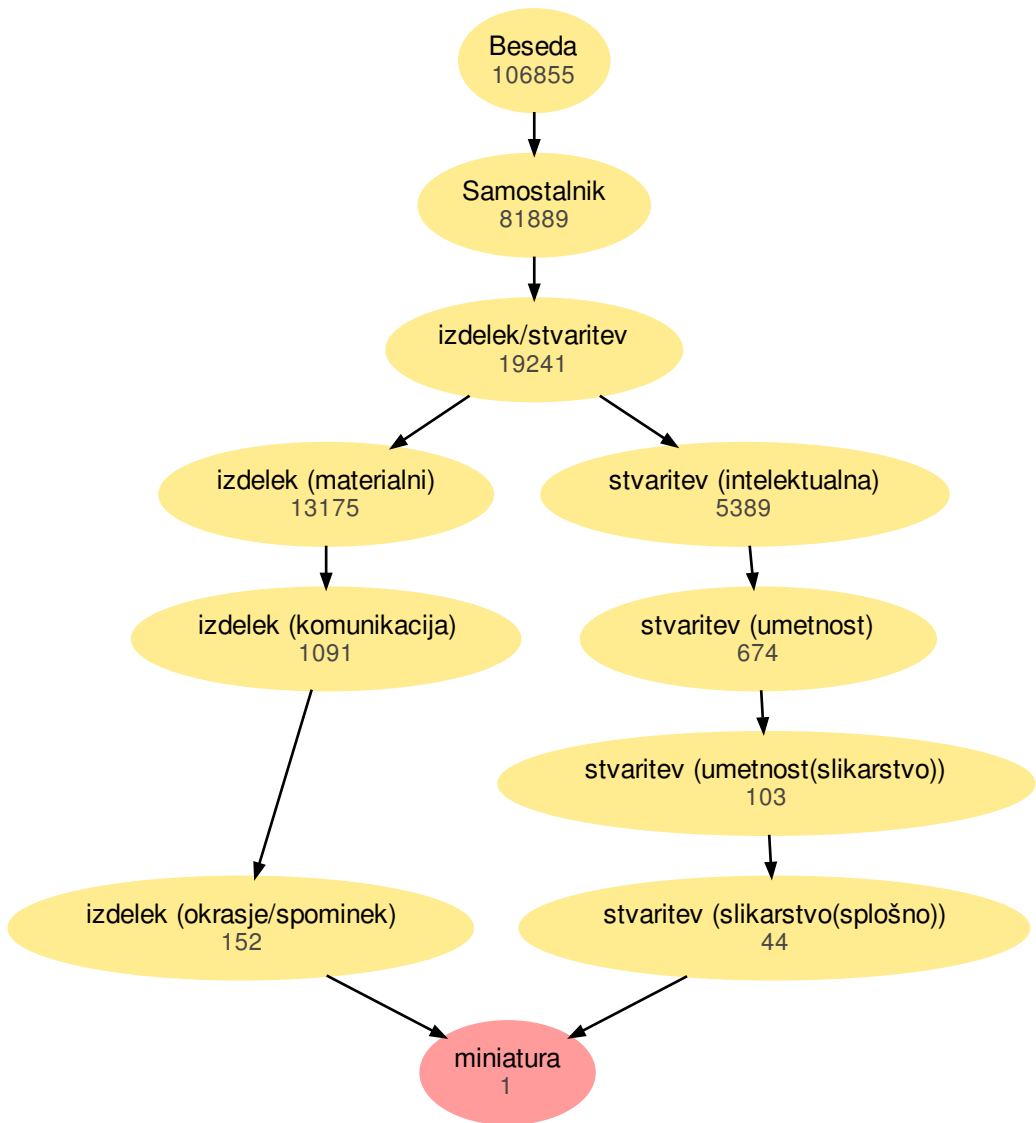 Beseda
106855
Samostalnik
81889
izdelek/stvaritev
19241
izdelek (materialni)
13175
stvaritev (intelektualna)
5389
izdelek (komunikacija)
1091
stvaritev (umetnost)
674
stvaritev (umetnost(slikarstvo))
103
izdelek (okrasje/spominek)
152
stvaritev (slikarstvo(splošno))
44
miniatura
1